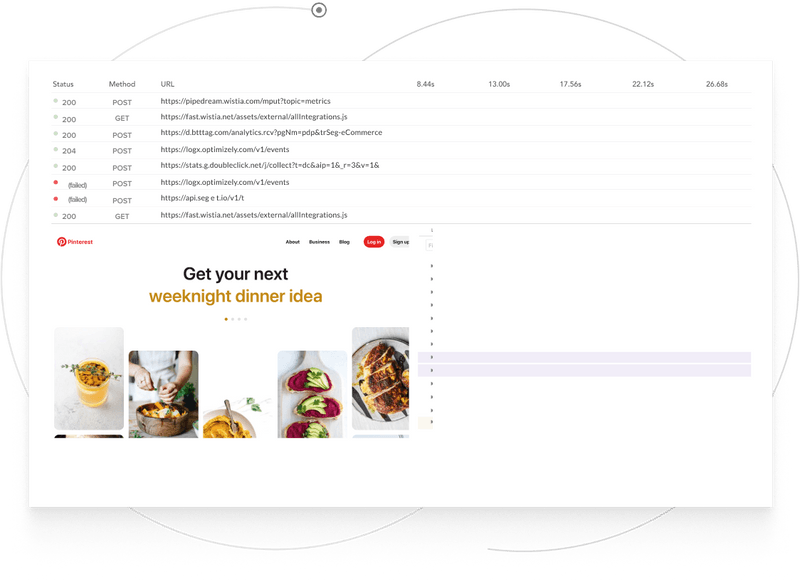 Status Method URL 8.44s 13.00s 17.56s 22.12s 26.68s
200 POST https://pipedream.wistia.com/mput?topic=metrics
200 GET https://fast.wistia.net/assets/external/allIntegrations.js
200 POST https://d.btttag.com/analytics.rcv?pgNm=pdp&trSeg-eCommerce
204 POST https://logx.optimizely.com/v1/events
200 POST https://stats.g.doubleclick.net/j/collect?t=dc&aip=1&_r=3&v=1&
(failed) POST https://logx.optimizely.com/v1/events
(failed) POST https://api.seg e t.io/v1/t
200 GET https://fast.wistia.net/assets/external/allIntegrations.js
Pinterest About Business Blog Log in Sign up
Get your next
weeknight dinner idea